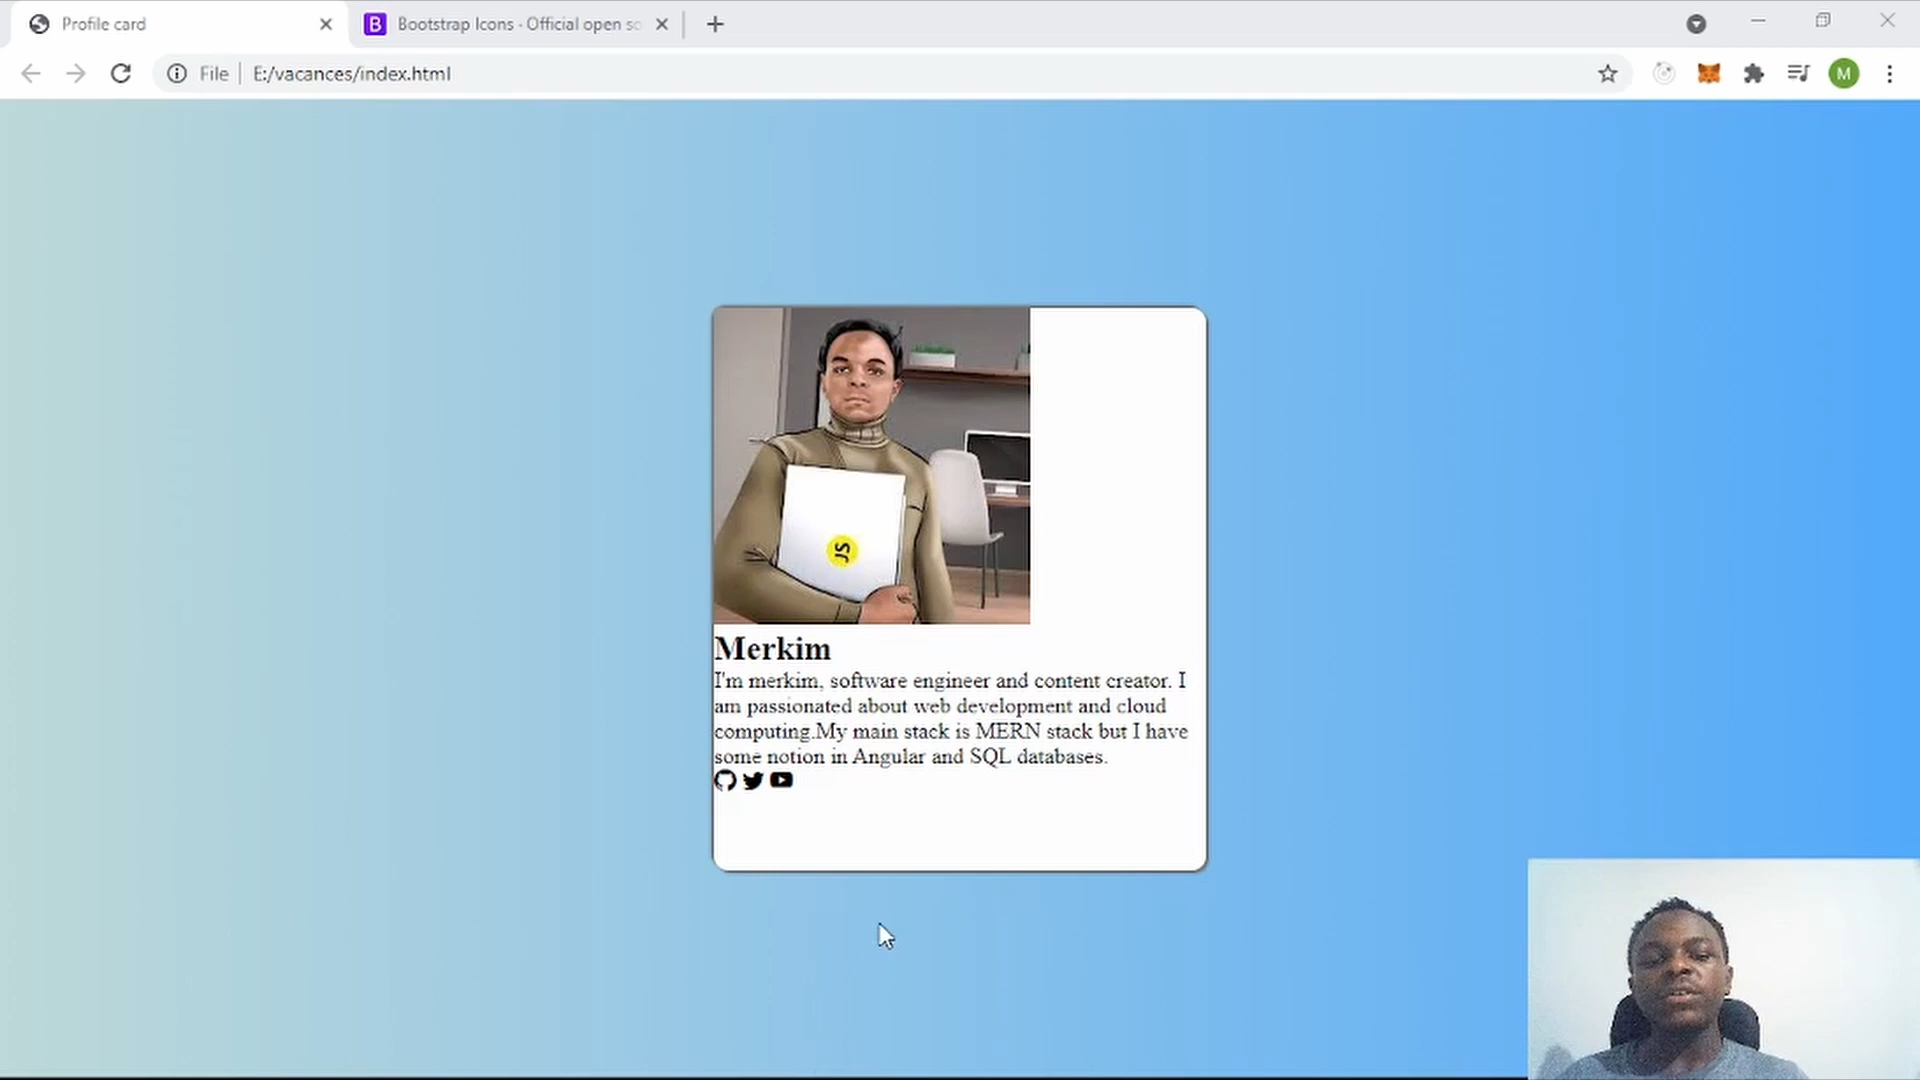 Profile card
B
Bootstrap Icons - Official open so
File
E:/vacances/index.html
M
JS
Merkim
I'm merkim, software engineer and content creator. I
am passionated about web development and cloud
computing.My main stack is MERN stack but I have
some notion in Angular and SQL databases.